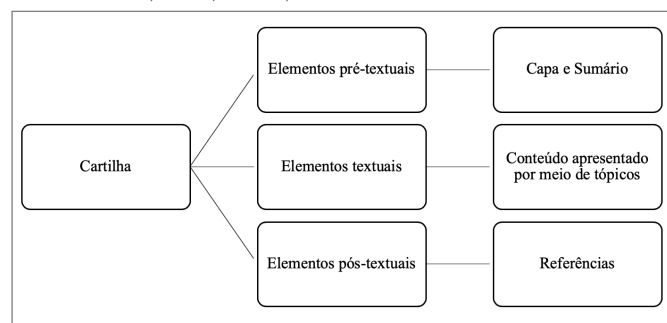 Elementos pré-textuais
Capa e Sumário
Cartilha
Elementos textuais
Conteúdo apresentado
por meio de tópicos
Elementos pós-textuais
Referências